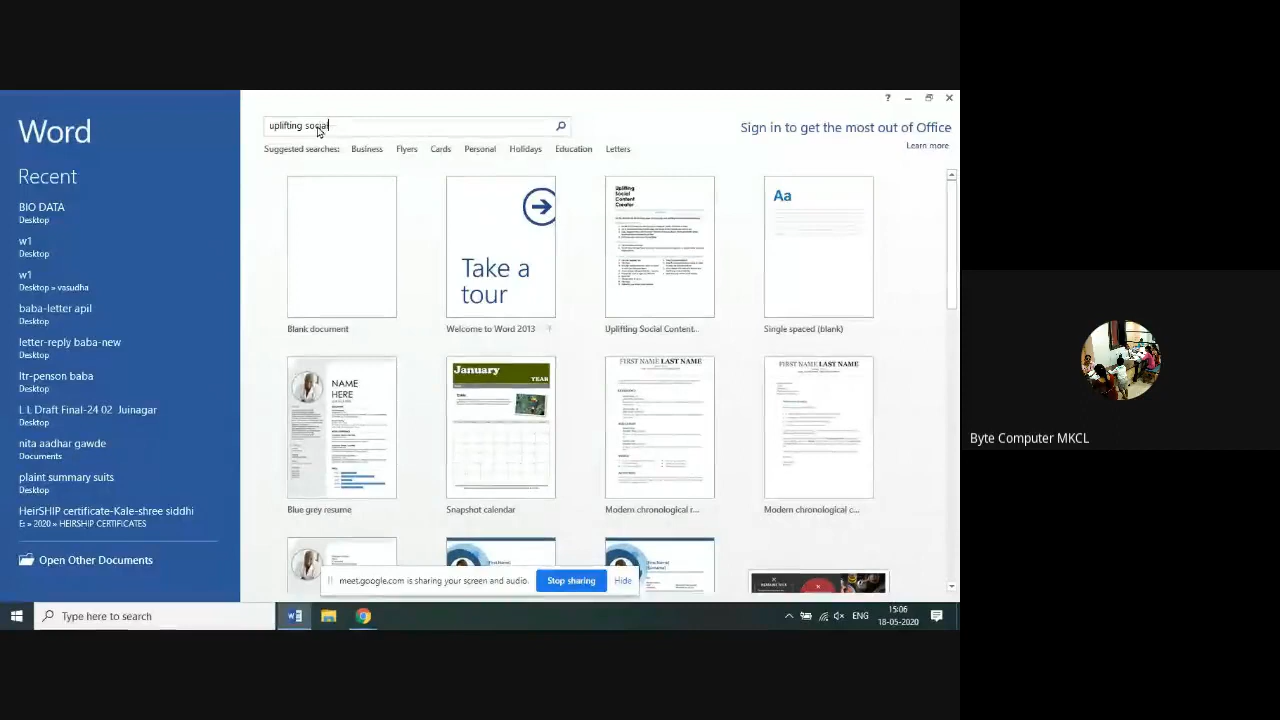 uplifting social
Sign in to get the most out of Office
Learn more
Suggested searches: Business Flyers Cards Personal Holidays Education Letters
Word
Recent
BIO DATA
Desktop
w1
Desktop
w1
Desktop » vasudha
baba-letter apil
Desktop
letter-reply baba-new
Desktop
ltr-penson baba
Desktop
L L Draft Final-24 02 Juinagar
Desktop
nita aadhar gawde
Documents
plaint summary suits
Desktop
HeirSHIP certificate-Kale-shree siddhi
E: » 2020 » HEIRSHIP CERTIFICATES
Open Other Documents
Take a
tour
Uplifting
Social
Content
Creator
Aa
Blank document
Welcome to Word 2013
Uplifting Social Content...
Single spaced (blank)
NAME
HERE
January
YEAR
FIRST NAME LAST NAME
FIRST NAME LAST NAME
Blue grey resume
Snapshot calendar
Modern chronological r...
Modern chronological c...
meet.google.com is sharing your screen and audio.
Stop sharing
Hide
Type here to search
ENG
15:06
18-05-2020
Byte Computer MKCL